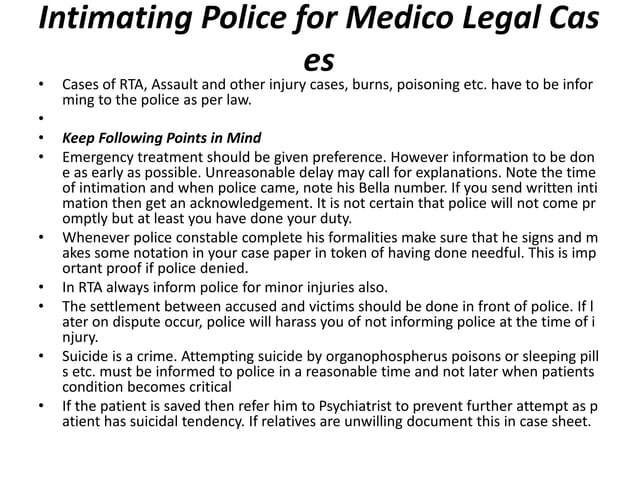 Intimating Police for Medico Legal Cas
es
• Cases of RTA, Assault and other injury cases, burns, poisoning etc. have to be infor
ming to the police as per law.
•
• Keep Following Points in Mind
• Emergency treatment should be given preference. However information to be don
e as early as possible. Unreasonable delay may call for explanations. Note the time
of intimation and when police came, note his Bella number. If you send written inti
mation then get an acknowledgement. It is not certain that police will not come pr
omptly but at least you have done your duty.
• Whenever police constable complete his formalities make sure that he signs and m
akes some notation in your case paper in token of having done needful. This is imp
ortant proof if police denied.
• In RTA always inform police for minor injuries also.
• The settlement between accused and victims should be done in front of police. If l
ater on dispute occur, police will harass you of not informing police at the time of i
njury.
• Suicide is a crime. Attempting suicide by organophospherus poisons or sleeping pill
s etc. must be informed to police in a reasonable time and not later when patients
condition becomes critical
• If the patient is saved then refer him to Psychiatrist to prevent further attempt as p
atient has suicidal tendency. If relatives are unwilling document this in case sheet.